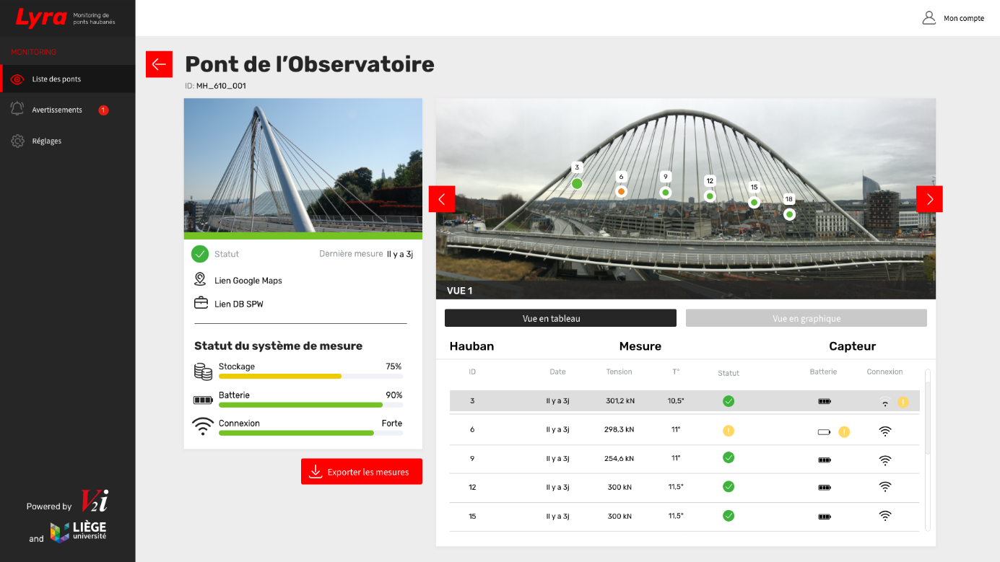 Lyra
Monitoring de
ponts haubanés
Mon compte
MONITORING
Liste des ponts
Avertissements 1
Réglages
Pont de l'Observatoire
ID: MH_610_001
3
6
9
12
15
18
VUE 1
Statut
Dernière mesure Il y a 3j
Lien Google Maps
Lien DB SPW
Statut du système de mesure
Stockage 75%
Batterie 90%
Connexion Forte
Exporter les mesures
Vue en tableau
Vue en graphique
Hauban Mesure Capteur
ID Date Tension T° Statut Batterie Connexion
3 Il y a 3j 301,2 kN 10,5° !
6 Il y a 3j 298,3 kN 11° ! !
9 Il y a 3j 254,6 kN 11°
12 Il y a 3j 300 kN 11,5°
15 Il y a 3j 300 kN 11.5°
Powered by V2i
and LIÈGE
université